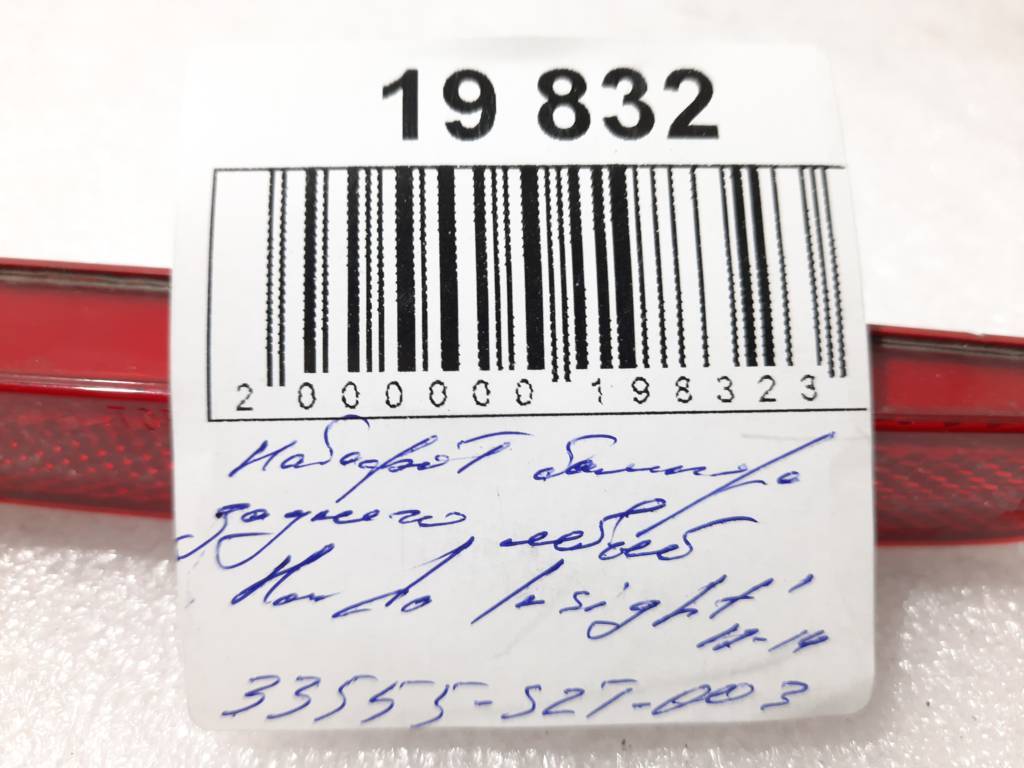 19 832
2 000000 198323
Катафот бампера
заднего левый
Honda Insight
12-14
33555-SZT-003